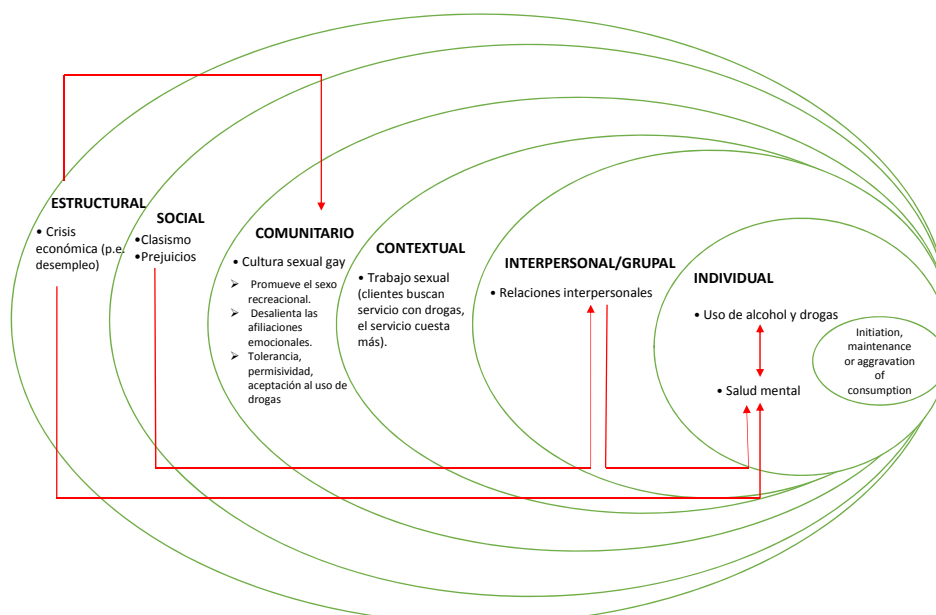 ESTRUCTURAL
• Crisis
económica (p.e.
desempleo)
SOCIAL
•Clasismo
•Prejuicios
COMUNITARIO
• Cultura sexual gay
➢ Promueve el sexo
recreacional.
➢ Desalienta las
afiliaciones
emocionales.
➢ Tolerancia,
permisividad,
aceptación al uso de
drogas
CONTEXTUAL
• Trabajo sexual
(clientes buscan
servicio con drogas,
el servicio cuesta
más).
INTERPERSONAL/GRUPAL
• Relaciones interpersonales
INDIVIDUAL
• Uso de alcohol y drogas
• Salud mental
Initiation,
maintenance
or aggravation
of
consumption